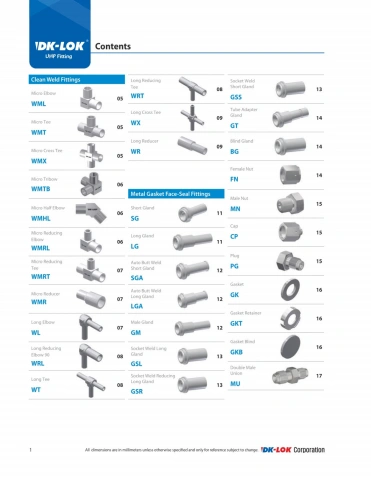 DK-LOK®
UHP Fitting
Contents
Clean Weld Fittings
Micro Elbow
WML
05
Micro Tee
WMT
05
Micro Cross Tee
WMX
05
Micro Tribow
WMTB
06
Micro Half Elbow
WMHL
06
Micro Reducing
Elbow
WMRL
06
Micro Reducing
Tee
WMRT
07
Micro Reducer
WMR
07
Long Elbow
WL
07
Long Reducing
Elbow 90
WRL
08
Long Tee
WT
08
Long Reducing
Tee
WRT
08
Long Cross Tee
WX
09
Long Reducer
WR
09
Metal Gasket Face-Seal Fittings
Short Gland
SG
11
Long Gland
LG
11
Auto Butt Weld
Short Gland
SGA
12
Auto Butt Weld
Long Gland
LGA
12
Main Gland
GM
12
Socket Weld Long
Gland
GSL
13
Socket Weld Reducing
Long Gland
GSR
13
Socket Weld
Short Gland
GSS
13
Tube Adapter
Gland
GT
14
Blind Gland
BG
14
Female Nut
FN
14
Male Nut
MN
15
Cap
CP
15
Plug
PG
15
Gasket
GK
16
Gasket Retainer
GKT
16
Gasket Blind
GKB
16
Double Male
Union
MU
17
1
All dimensions are in millimeters unless otherwise specified and only for reference subject to change.
DK-LOK® Corporation